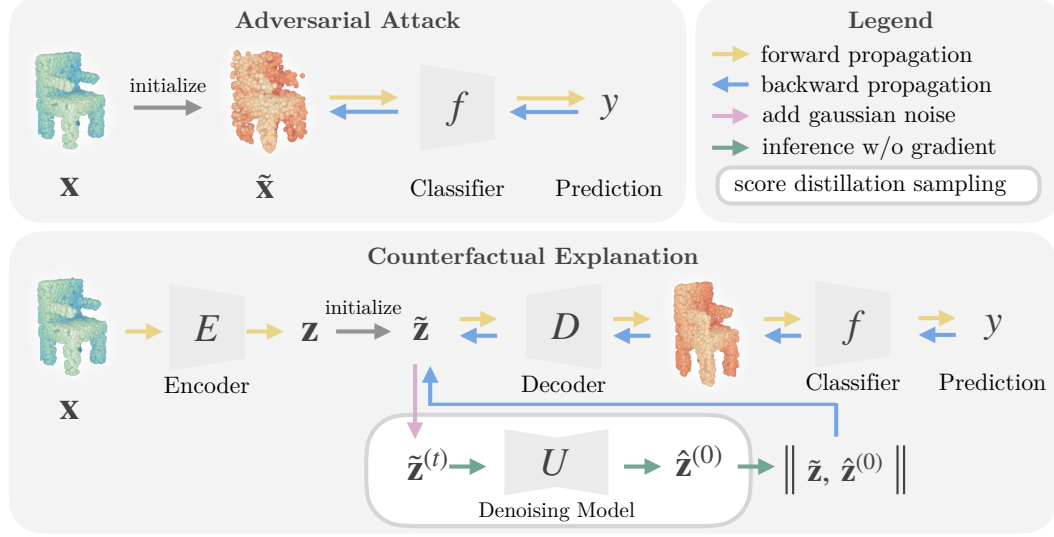 Adversarial Attack
initialize
f
y
x
x̃
Classifier
Prediction
Legend
forward propagation
backward propagation
add gaussian noise
inference w/o gradient
score distillation sampling
Counterfactual Explanation
E
z
initialize
z̃
D
f
y
Encoder
Decoder
Classifier
Prediction
x
z̃(t)
U
ẑ(0)
‖ z̃, ẑ(0) ‖
Denoising Model